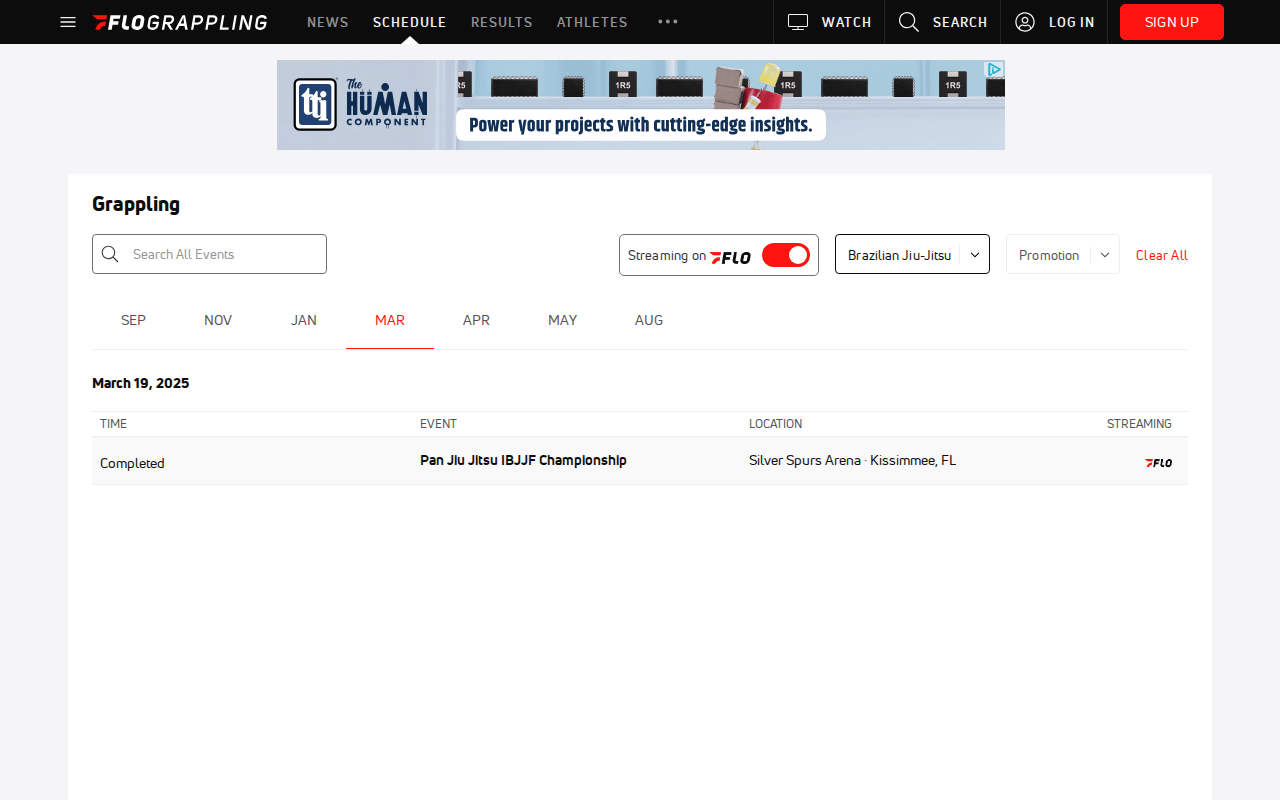 FLOGRAPPLING NEWS SCHEDULE RESULTS ATHLETES WATCH SEARCH LOG IN SIGN UP
tti The HUMAN COMPONENT
1R5 1R5 1R5 1R5
Power your projects with cutting-edge insights.
Grappling
Search All Events Streaming on FLO Brazilian Jiu-Jitsu Promotion Clear All
SEP NOV JAN MAR APR MAY AUG
March 19, 2025
TIME EVENT LOCATION STREAMING
Completed Pan Jiu Jitsu IBJJF Championship Silver Spurs Arena · Kissimmee, FL FLO